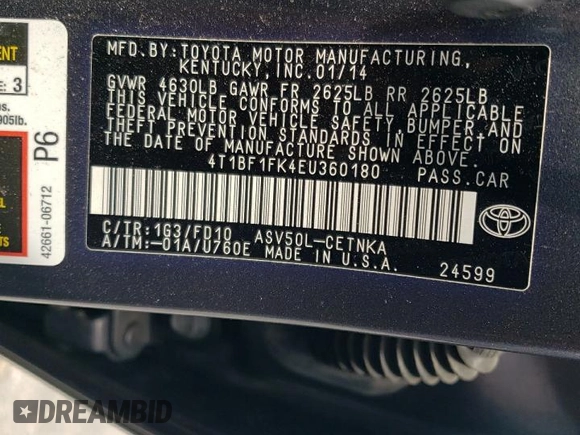 MENT
E: 3
ns.
905lb.
P6
42661-06712
MFD.BY:TOYOTA MOTOR MANUFACTURING,
KENTUCKY,INC.01/14
GVWR 4630LB GAWR FR 2625LB RR 2625LB
THIS VEHICLE CONFORMS TO ALL APPLICABLE
FEDERAL MOTOR VEHICLE SAFETY,BUMPER,AND
THEFT PREVENTION STANDARDS IN EFFECT ON
THE DATE OF MANUFACTURE SHOWN ABOVE.
4T1BF1FK4EU360180 PASS.CAR
C/TR:1G3/FD10 ASV50L-CETNKA
A/TM:-01A/U760E MADE IN U.S.A.
24599
DREAMBID